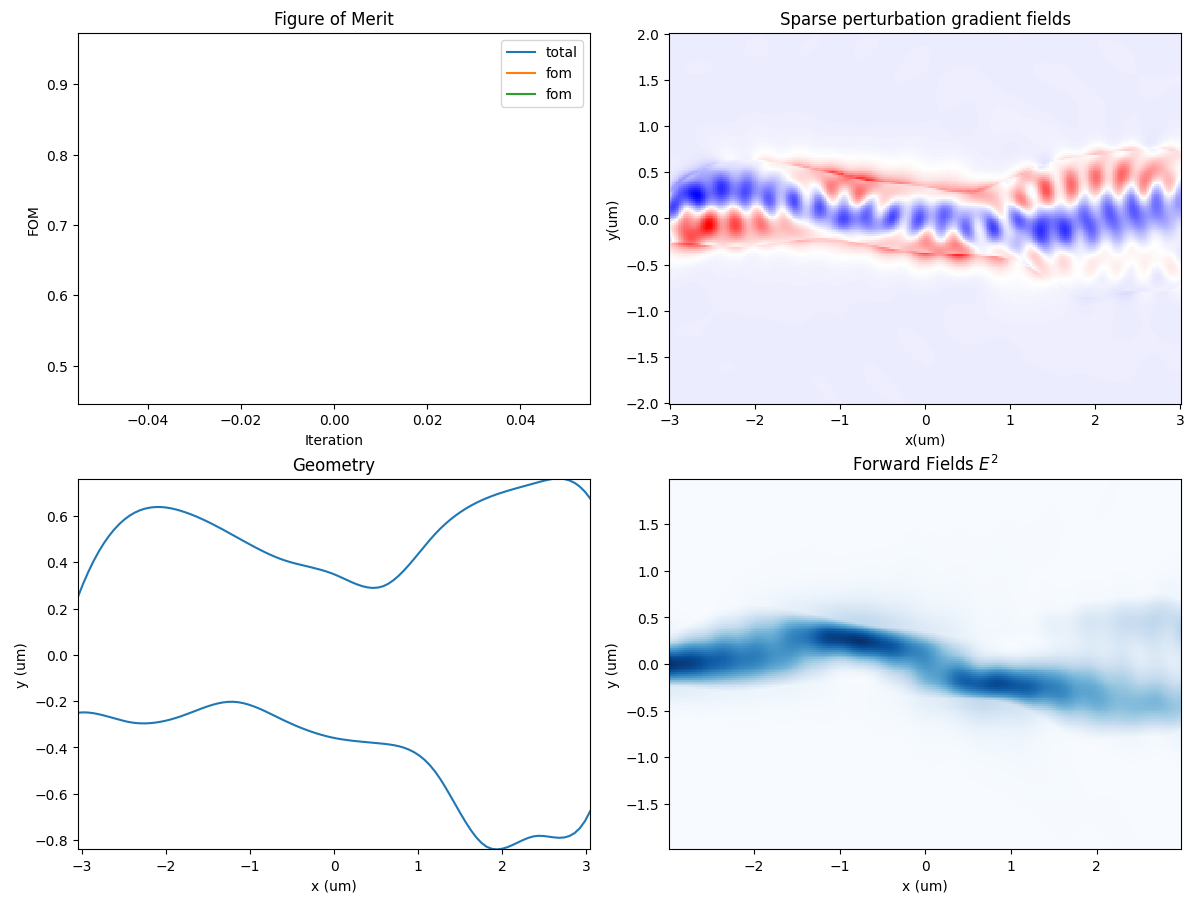 Figure of Merit
total
fom
fom
FOM
0.9
0.8
0.7
0.6
0.5
−0.04 −0.02 0.00 0.02 0.04
Iteration
Sparse perturbation gradient fields
y(um)
2.0
1.5
1.0
0.5
0.0
−0.5
−1.0
−1.5
−2.0
−3 −2 −1 0 1 2 3
x(um)
Geometry
y (um)
0.6
0.4
0.2
0.0
−0.2
−0.4
−0.6
−0.8
−3 −2 −1 0 1 2 3
x (um)
Forward Fields E²
y (um)
1.5
1.0
0.5
0.0
−0.5
−1.0
−1.5
−2 −1 0 1 2
x (um)